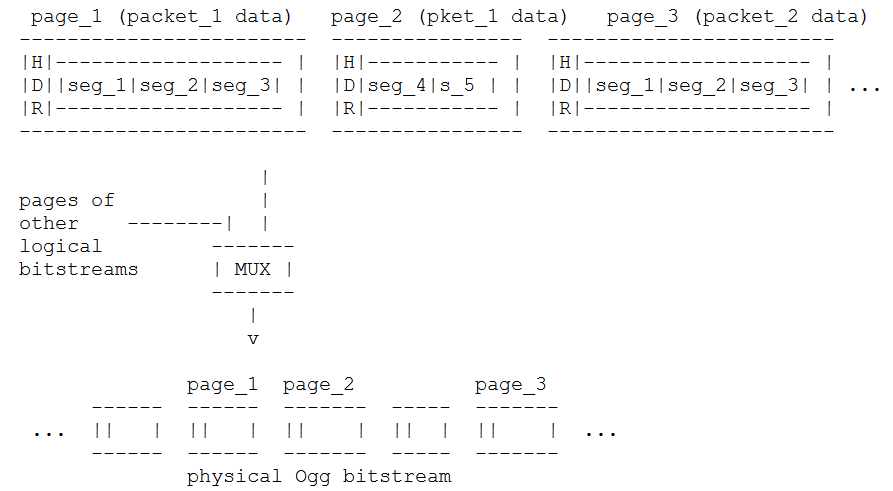 page_1 (packet_1 data)   page_2 (pket_1 data)   page_3 (packet_2 data)
------------------------  ----------------  ------------------------
|H|------------------- |  |H|----------- |  |H|------------------- |
|D||seg_1|seg_2|seg_3| |  |D|seg_4|s_5 | |  |D||seg_1|seg_2|seg_3| | ...
|R|------------------- |  |R|----------- |  |R|------------------- |
------------------------  ----------------  ------------------------
                    |
pages of            |
other    --------|  |
logical         -------
bitstreams      | MUX |
                -------
                   |
                   v
              page_1  page_2          page_3
      ------  ------  -------  -----  -------
 ...  ||   |  ||   |  ||    |  ||  |  ||    |  ...
      ------  ------  -------  -----  -------
              physical Ogg bitstream